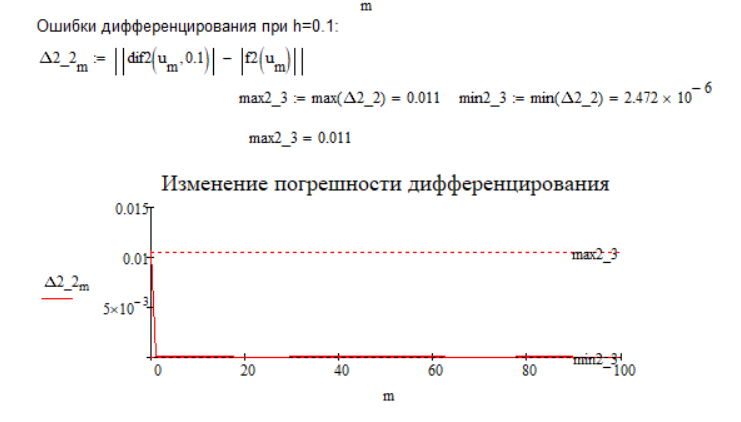 m
Ошибки дифференцирования при h=0.1:
Δ2_2m := ||dif2(um,0.1)| − |f2(um)||
max2_3 := max(Δ2_2) = 0.011 min2_3 := min(Δ2_2) = 2.472 × 10−6
max2_3 = 0.011
Изменение погрешности дифференцирования
0.015
0.01
max2_3
Δ2_2m
5×10−3
min2_3
0 20 40 60 80 100
m